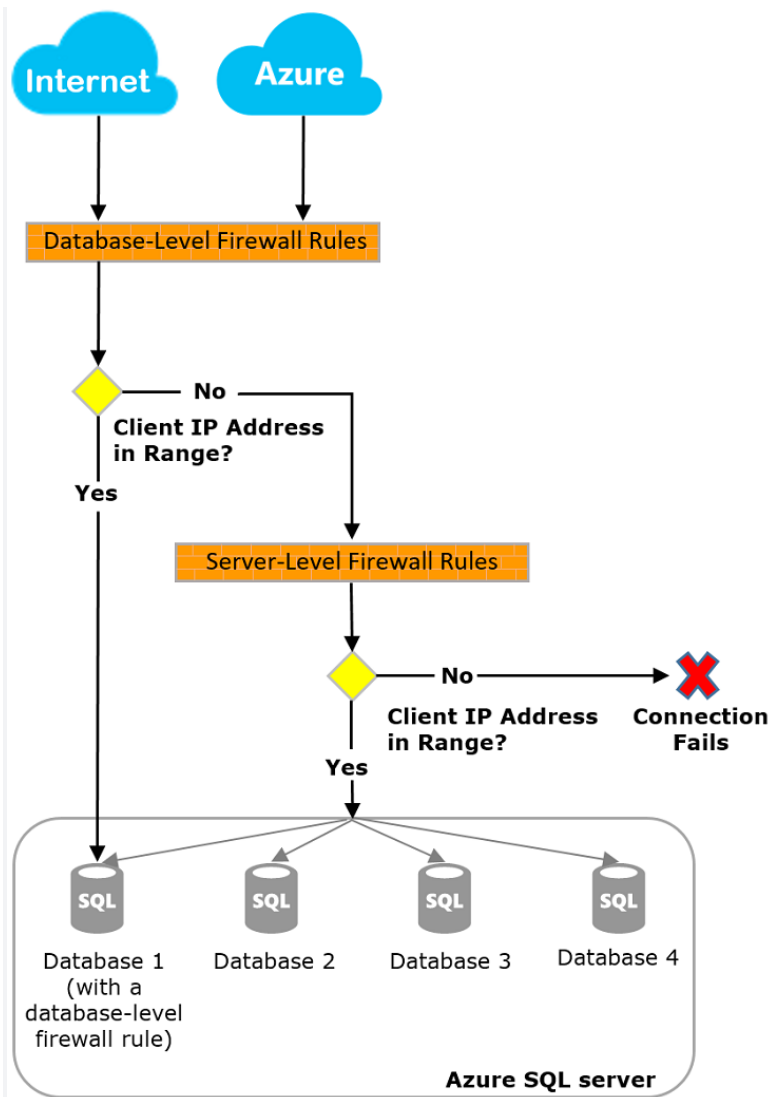 Internet
Azure
Database-Level Firewall Rules
No
Client IP Address
in Range?
Yes
Server-Level Firewall Rules
No
Client IP Address
in Range?
Connection
Fails
Yes
SQL
SQL
SQL
SQL
Database 1
(with a
database-level
firewall rule)
Database 2
Database 3
Database 4
Azure SQL server